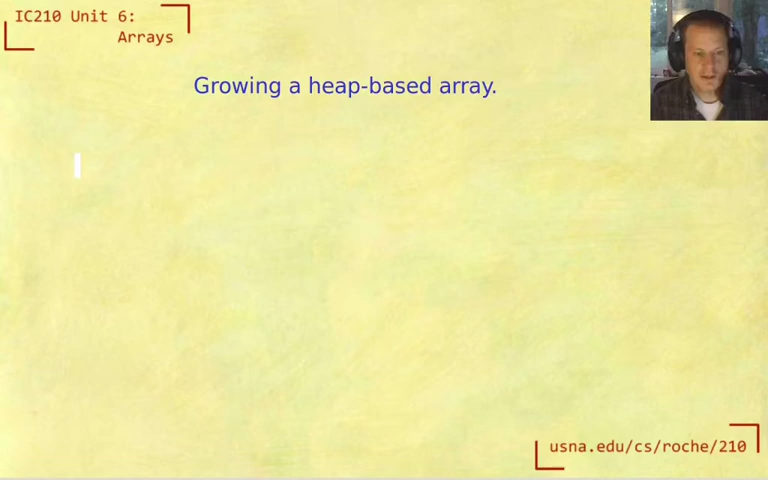 IC210 Unit 6:
Arrays
Growing a heap-based array.
usna.edu/cs/roche/210